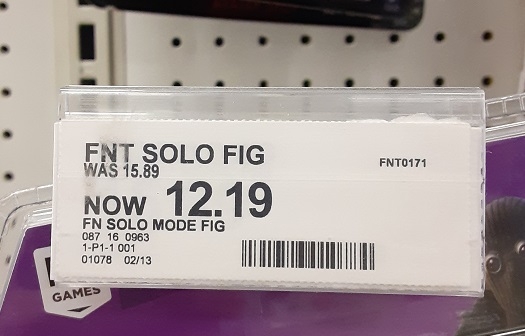 FNT SOLO FIG
FNT0171
WAS 15.89
NOW 12.19
FN SOLO MODE FIG
087 16 0963
1-P1-1 001
01078 02/13
GAMES